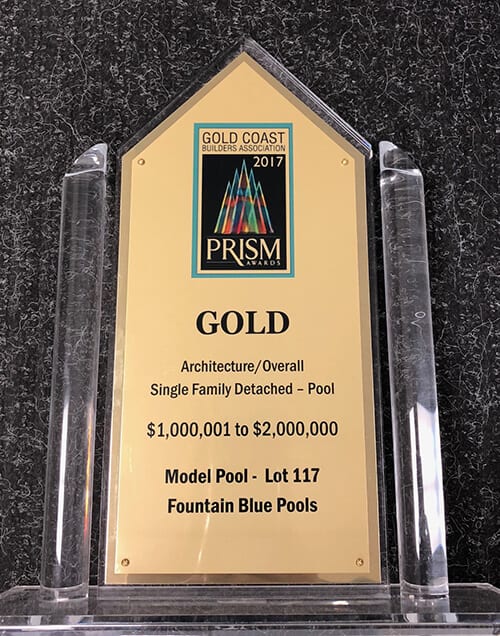 GOLD COAST
BUILDERS ASSOCIATION
2017
PRISM
AWARDS
GOLD
Architecture/Overall
Single Family Detached – Pool
$1,000,001 to $2,000,000
Model Pool - Lot 117
Fountain Blue Pools